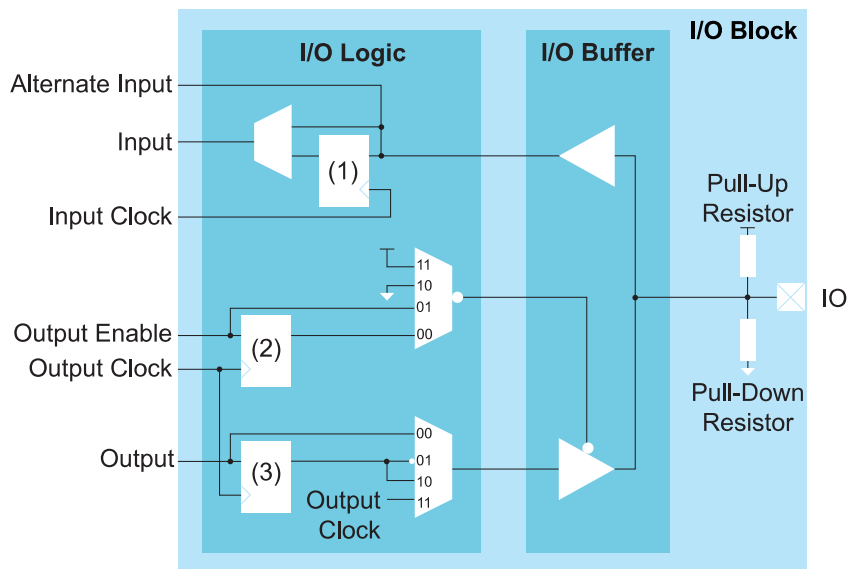 I/O Block
I/O Logic
I/O Buffer
Alternate Input
Input
(1)
Input Clock
Pull-Up
Resistor
11
10
01
00
IO
Output Enable
(2)
Output Clock
Pull-Down
Resistor
Output
(3)
00
01
10
11
Output
Clock